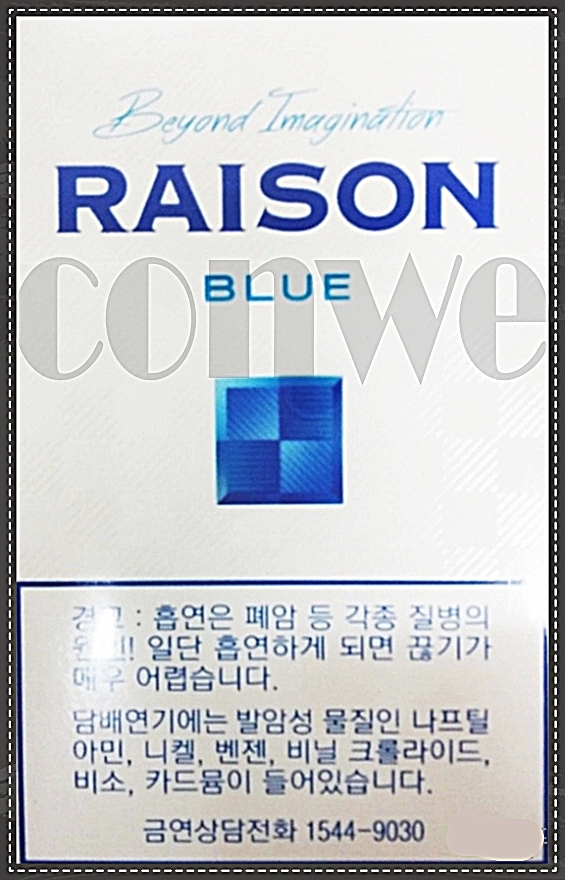 Beyond Imagination
RAISON
conwe
BLUE
경고 : 흡연은 폐암 등 각종 질병의
원인! 일단 흡연하게 되면 끊기가
매우 어렵습니다.
담배연기에는 발암성 물질인 나프틸
아민, 니켈, 벤젠, 비닐 크롤라이드,
비소, 카드뮴이 들어있습니다.
금연상담전화 1544-9030